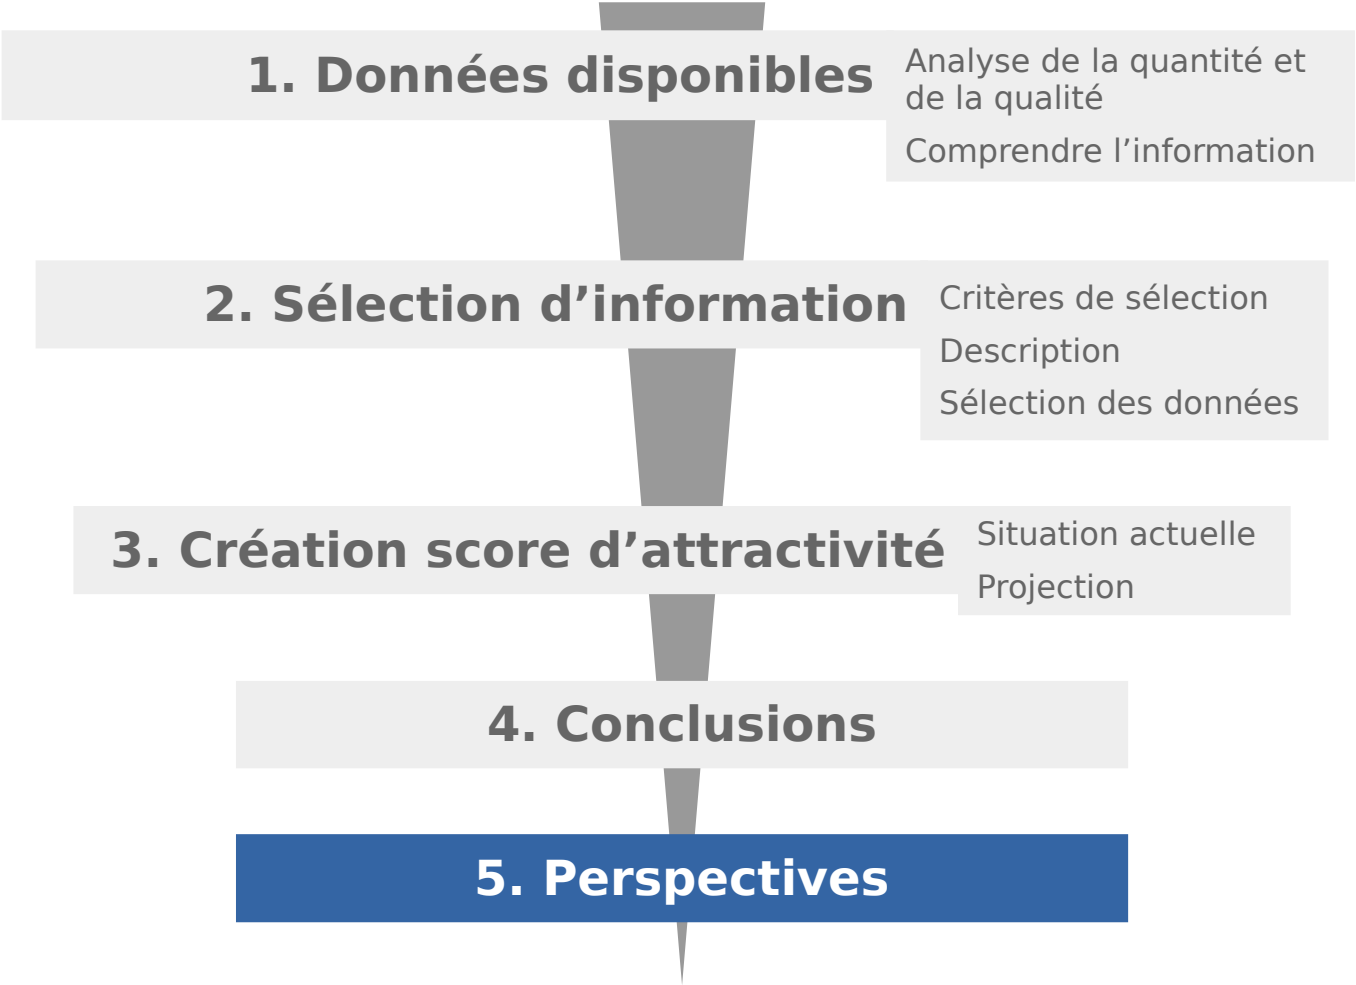 1. Données disponibles
Analyse de la quantité et
de la qualité
Comprendre l’information
2. Sélection d’information
Critères de sélection
Description
Sélection des données
3. Création score d’attractivité
Situation actuelle
Projection
4. Conclusions
5. Perspectives